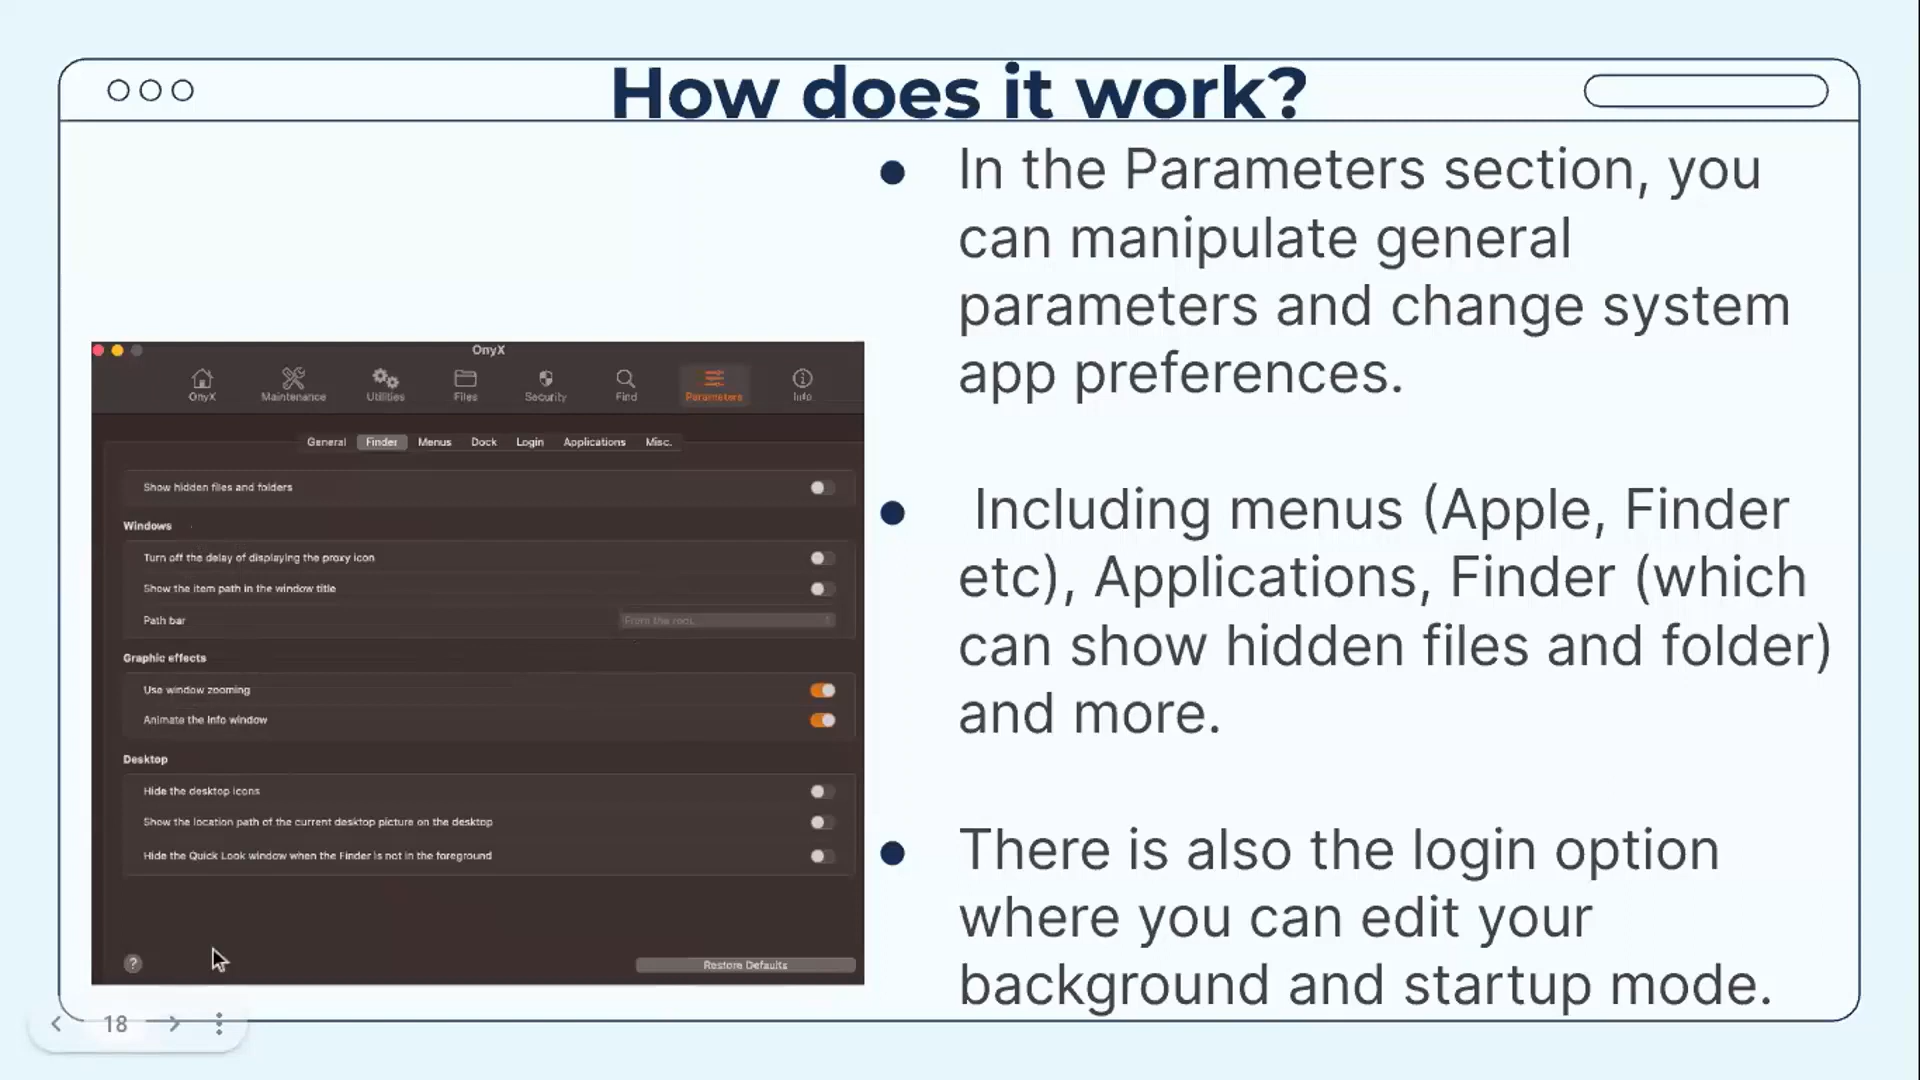 How does it work?
In the Parameters section, you
can manipulate general
parameters and change system
app preferences.
Including menus (Apple, Finder
etc), Applications, Finder (which
can show hidden files and folder)
and more.
There is also the login option
where you can edit your
background and startup mode.
OnyX
OnyX Maintenance Utilities Files Security Find Parameters Info
General Finder Menus Dock Login Applications Misc.
Show hidden files and folders
Windows
Turn off the delay of displaying the proxy icon
Show the item path in the window title
Path bar From the root
Graphic effects
Use window zooming
Animate the Info window
Desktop
Hide the desktop icons
Show the location path of the current desktop picture on the desktop
Hide the Quick Look window when the Finder is not in the foreground
? Restore Defaults
18